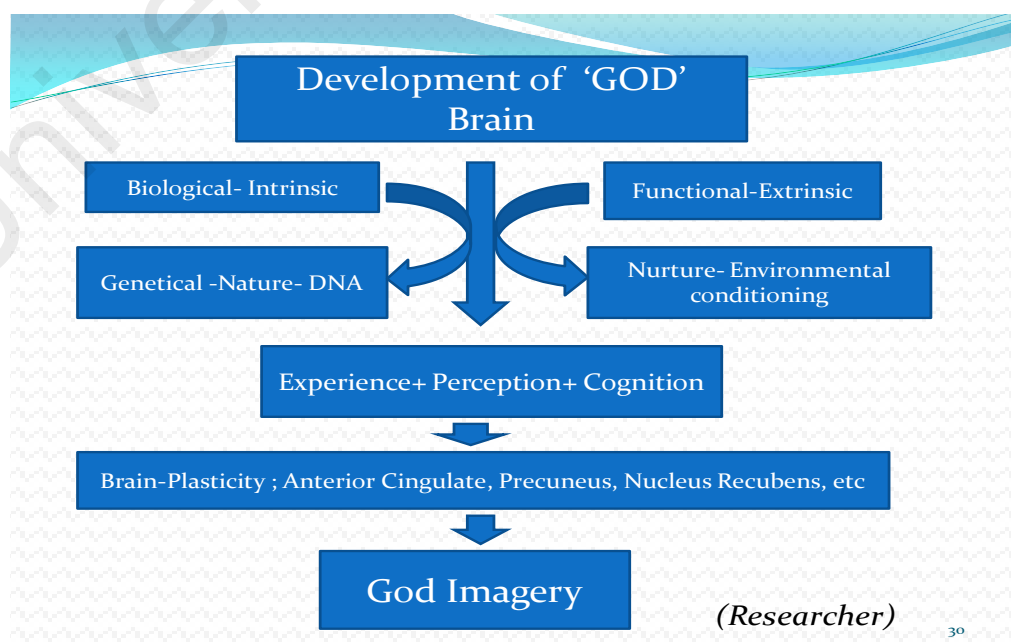 Development of 'GOD'
Brain
Biological- Intrinsic
Functional-Extrinsic
Genetical -Nature- DNA
Nurture- Environmental
conditioning
Experience+ Perception+ Cognition
Brain-Plasticity ; Anterior Cingulate, Precuneus, Nucleus Recubens, etc
God Imagery
(Researcher)
30